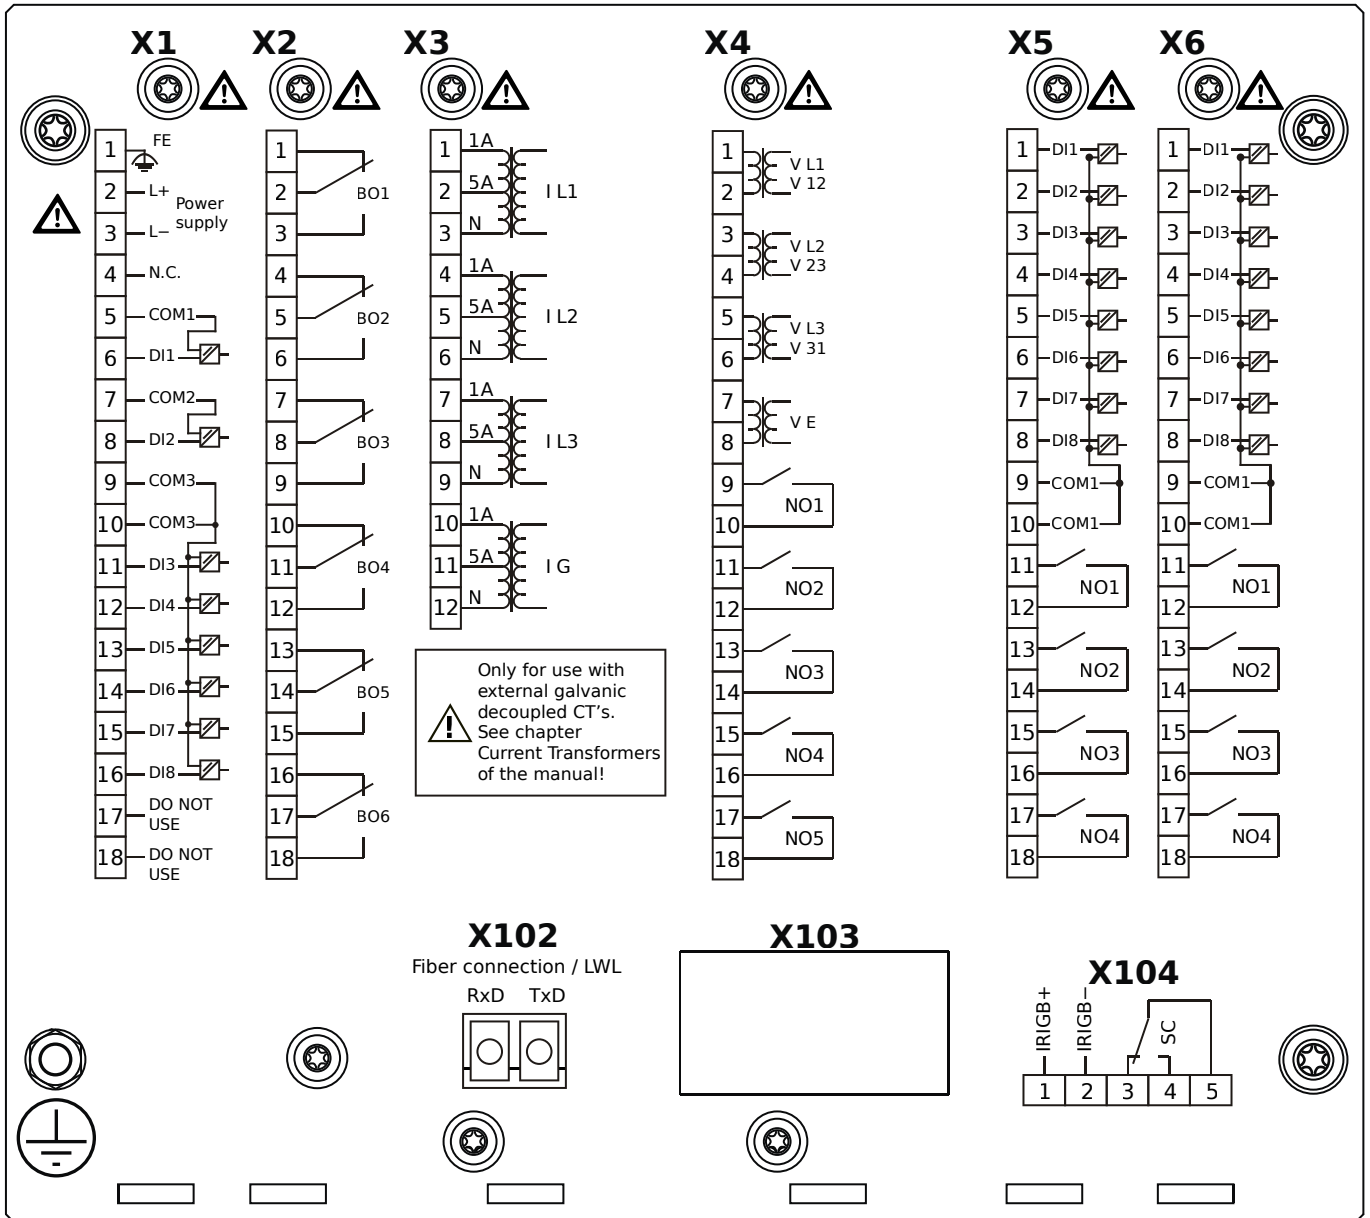 X1
X2
X3
X4
X5
X6
1
FE
2
L+
Power
supply
3
L−
4
N.C.
5
COM1
6
DI1
7
COM2
8
DI2
9
COM3
10
COM3
11
DI3
12
DI4
13
DI5
14
DI6
15
DI7
16
DI8
17
DO NOT
USE
18
DO NOT
USE
1
2
BO1
3
4
5
BO2
6
7
8
BO3
9
10
11
BO4
12
13
14
BO5
15
16
17
BO6
18
1
1A
2
5A
I L1
3
N
4
1A
5
5A
I L2
6
N
7
1A
8
5A
I L3
9
N
10
1A
11
5A
I G
12
N
Only for use with
external galvanic
decoupled CT's.
See chapter
Current Transformers
of the manual!
1
V L1
V 12
2
3
V L2
V 23
4
5
V L3
V 31
6
7
V E
8
9
NO1
10
11
NO2
12
13
NO3
14
15
NO4
16
17
NO5
18
1
DI1
2
DI2
3
DI3
4
DI4
5
DI5
6
DI6
7
DI7
8
DI8
9
COM1
10
COM1
11
NO1
12
13
NO2
14
15
NO3
16
17
NO4
18
1
DI1
2
DI2
3
DI3
4
DI4
5
DI5
6
DI6
7
DI7
8
DI8
9
COM1
10
COM1
11
NO1
12
13
NO2
14
15
NO3
16
17
NO4
18
X102
Fiber connection / LWL
RxD TxD
X103
X104
IRIGB+
IRIGB−
SC
1 2 3 4 5